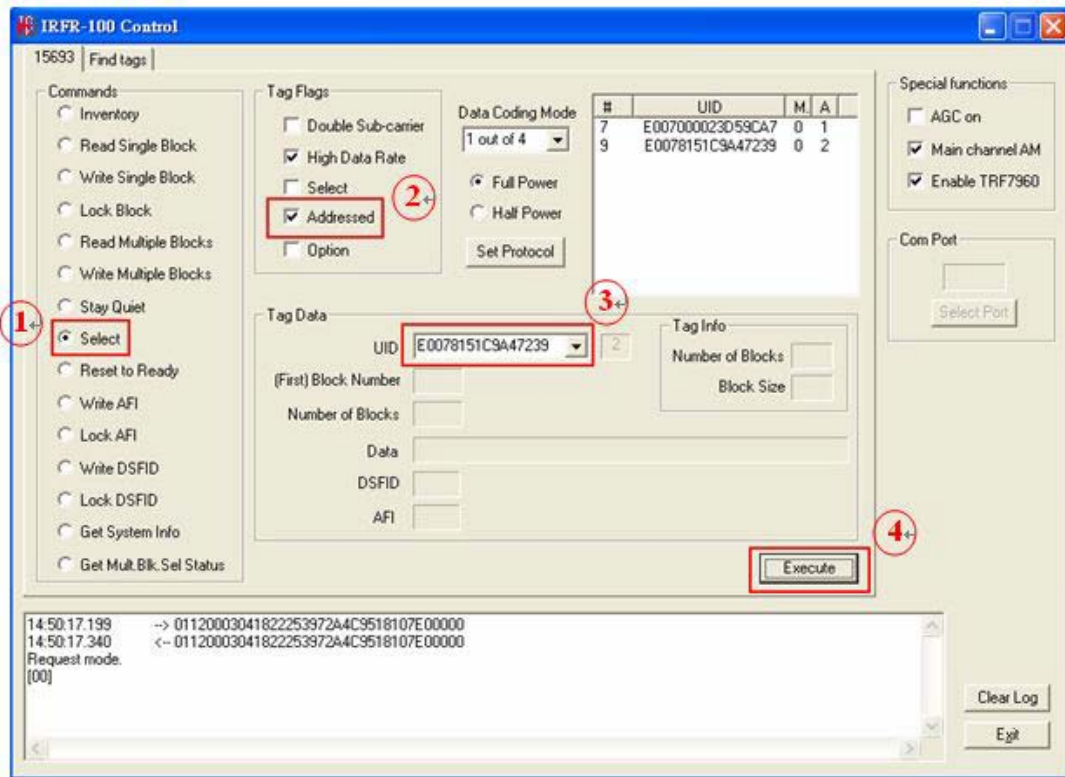 IRFR-100 Control
15693 Find tags
Commands
Inventory
Read Single Block
Write Single Block
Lock Block
Read Multiple Blocks
Write Multiple Blocks
1
Stay Quiet
Select
Reset to Ready
Write AFI
Lock AFI
Write DSFID
Lock DSFID
Get System Info
Get Mult.Blk.Sel Status
Tag Flags
Double Sub-carrier
High Data Rate
Select
2
Addressed
Option
Data Coding Mode
1 out of 4
Full Power
Half Power
Set Protocol
# UID M. A
7 E007000023D59CA7 0 1
9 E0078151C9A47239 0 2
Special functions
AGC on
Main channel AM
Enable TRF7960
Com Port
Select Port
3
Tag Data
UID E0078151C9A47239 2
(First) Block Number
Number of Blocks
Data
DSFID
AFI
Tag Info
Number of Blocks
Block Size
4
Execute
14:50:17.199 --> 01120003041822253972A4C9518107E00000
14:50:17.340 <-- 01120003041822253972A4C9518107E00000
Request mode.
[00]
Clear Log
Exit